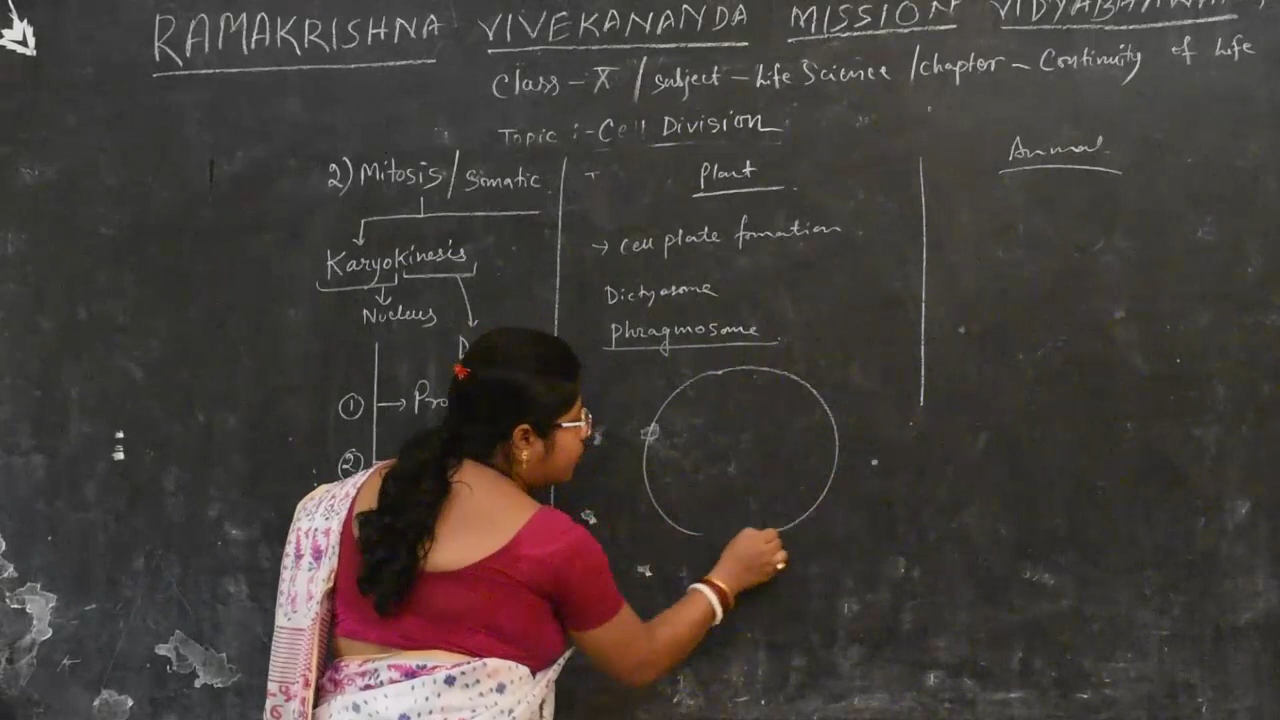 RAMAKRISHNA VIVEKANANDA MISSION VIDYABHAWAN
Class - X / Subject - Life Science / chapter - Continuity of Life
Topic :- Cell Division
2) Mitosis / Somatic
Karyokinesis
Nucleus
D
① → Pro
②
Plant
→ Cell plate formation
Dictyosome
Phragmosome
Animal